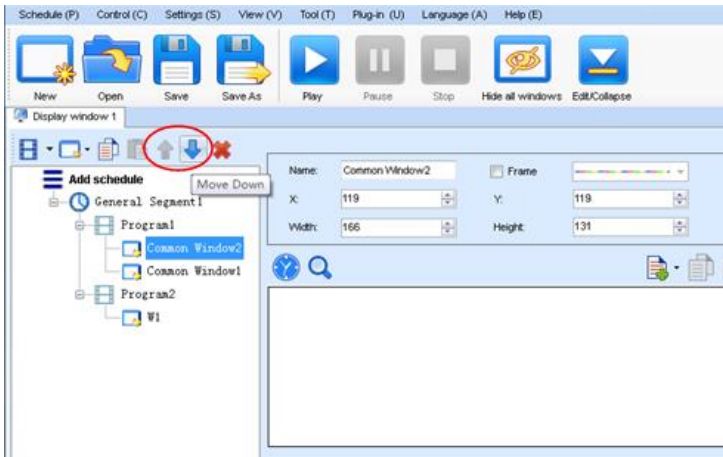 Schedule (P) Control (C) Settings (S) View (V) Tool (T) Plug-in (U) Language (A) Help (E)
New Open Save Save As Play Pause Stop Hide all windows Edit/Collapse
Display window 1
Move Down
Add schedule
General Segment1
Program1
Common Window2
Common Window1
Program2
W1
Name: Common Window2 Frame
X: 119 Y: 119
Width: 166 Height: 131